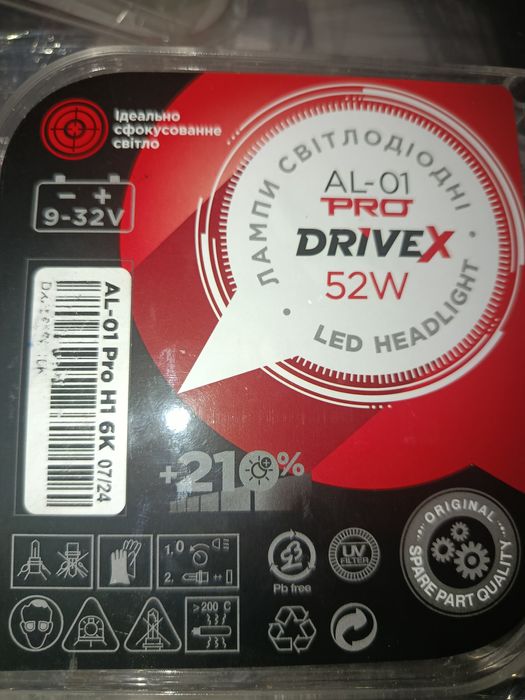 Ідеально
сфокусованне
світло
9-32V
ЛАМПИ СВІТЛОДІОДНІ
AL-01
PRO
DRIVEX
52W
LED HEADLIGHT
AL-01 Pro H1 6K 07/24
+210%
1. 0
2.
>200 C
Pb free
UV
FILTER
ORIGINAL
SPARE PART QUALITY